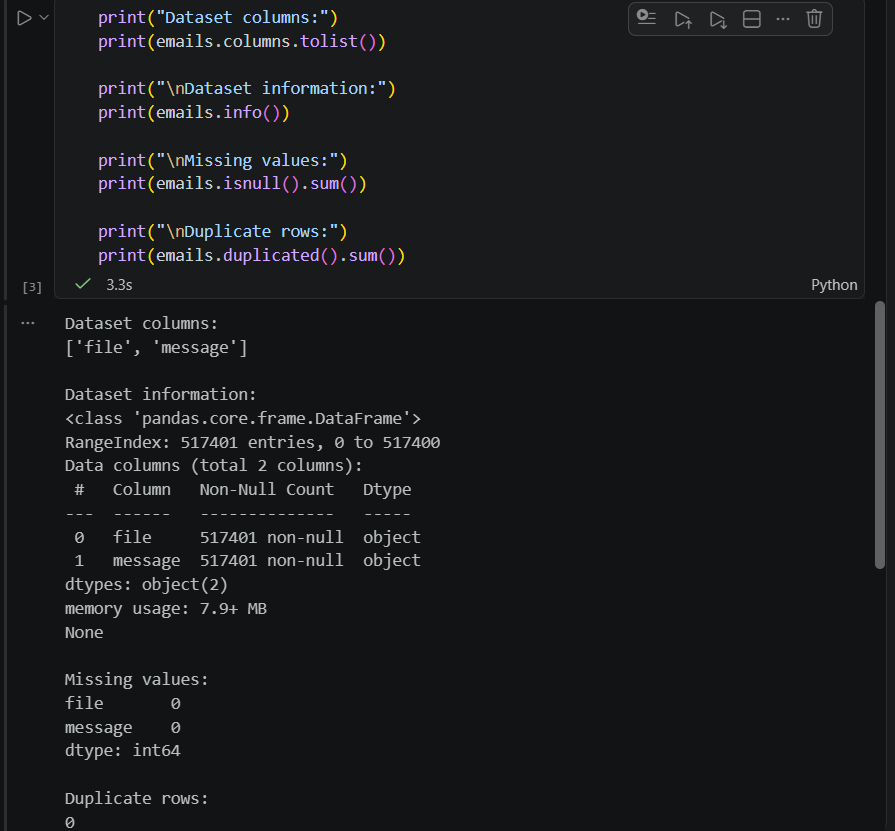 print("Dataset columns:")
print(emails.columns.tolist())
print("\nDataset information:")
print(emails.info())
print("\nMissing values:")
print(emails.isnull().sum())
print("\nDuplicate rows:")
print(emails.duplicated().sum())
[3] 3.3s Python
Dataset columns:
['file', 'message']
Dataset information:
<class 'pandas.core.frame.DataFrame'>
RangeIndex: 517401 entries, 0 to 517400
Data columns (total 2 columns):
 #   Column   Non-Null Count   Dtype
---  ------   --------------   -----
 0   file     517401 non-null  object
 1   message  517401 non-null  object
dtypes: object(2)
memory usage: 7.9+ MB
None
Missing values:
file       0
message    0
dtype: int64
Duplicate rows:
0